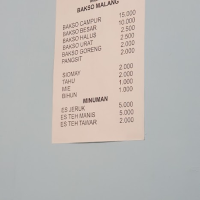 BAKSO MALANG
BAKSO CAMPUR 15.000
BAKSO BESAR 10.000
BAKSO HALUS 2.500
BAKSO URAT 2.500
BAKSO GORENG 2.000
PANGSIT 2.000
SIOMAY 2.000
TAHU 2.000
MIE 1.000
BIHUN 1.000
MINUMAN
ES JERUK 5.000
ES TEH MANIS 5.000
ES TEH TAWAR 2.000